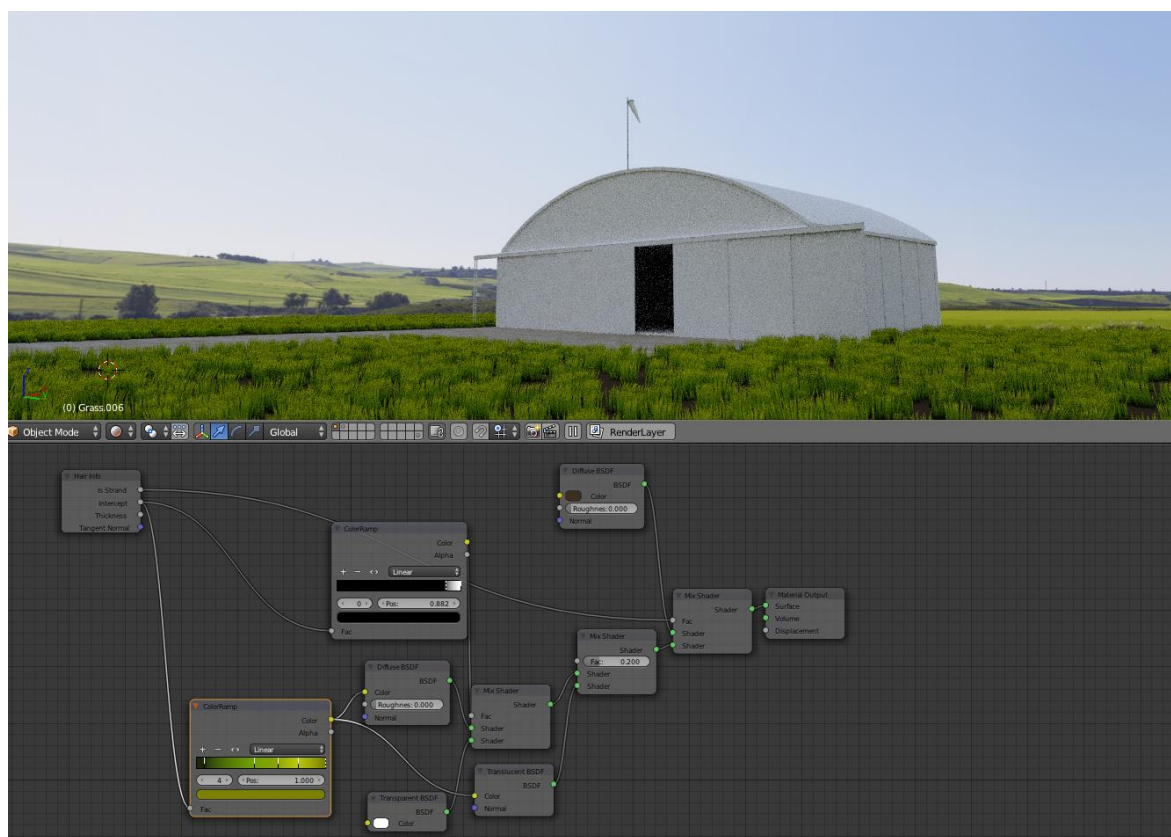 (0) Grass.006
Object Mode
Global
RenderLayer
Hair Info
Is Strand
Intercept
Thickness
Tangent Normal
ColorRamp
Color
Alpha
+ - <> Linear
0
Pos: 0.882
Fac
Diffuse BSDF
BSDF
Color
Roughness:0.000
Normal
Mix Shader
Shader
Fac
Shader
Shader
Material Output
Surface
Volume
Displacement
Mix Shader
Shader
Fac: 0.200
Shader
Shader
Diffuse BSDF
BSDF
Color
Roughnes: 0.000
Normal
Mix Shader
Shader
Fac
Shader
Shader
ColorRamp
Color
Alpha
+ - <> Linear
4
Pos: 1.000
Fac
Translucent BSDF
BSDF
Color
Normal
Transparent BSDF
BSDF
Color